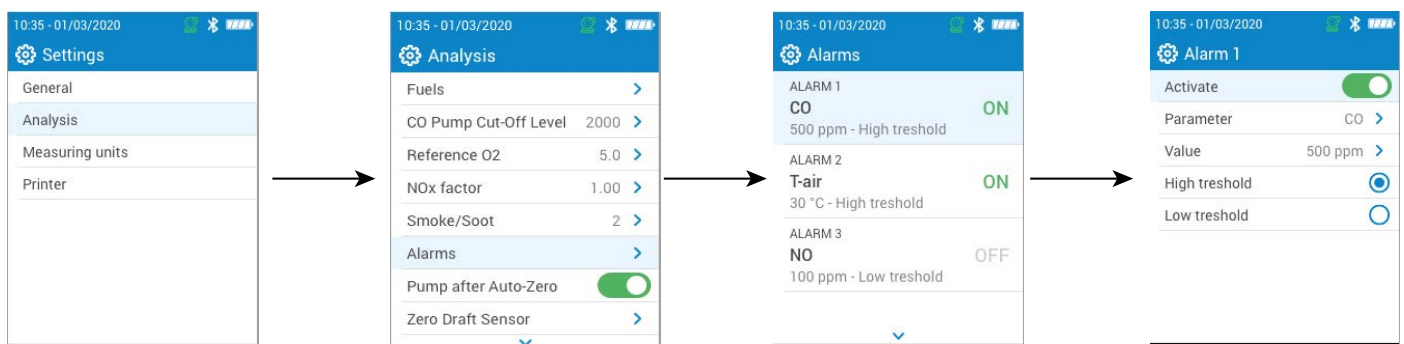 10:35 - 01/03/2020
Settings
General
Analysis
Measuring units
Printer
10:35 - 01/03/2020
Analysis
Fuels
CO Pump Cut-Off Level 2000
Reference O2 5.0
NOx factor 1.00
Smoke/Soot 2
Alarms
Pump after Auto-Zero
Zero Draft Sensor
10:35 - 01/03/2020
Alarms
ALARM 1
CO ON
500 ppm - High treshold
ALARM 2
T-air ON
30 °C - High treshold
ALARM 3
NO OFF
100 ppm - Low treshold
10:35 - 01/03/2020
Alarm 1
Activate
Parameter CO
Value 500 ppm
High treshold
Low treshold